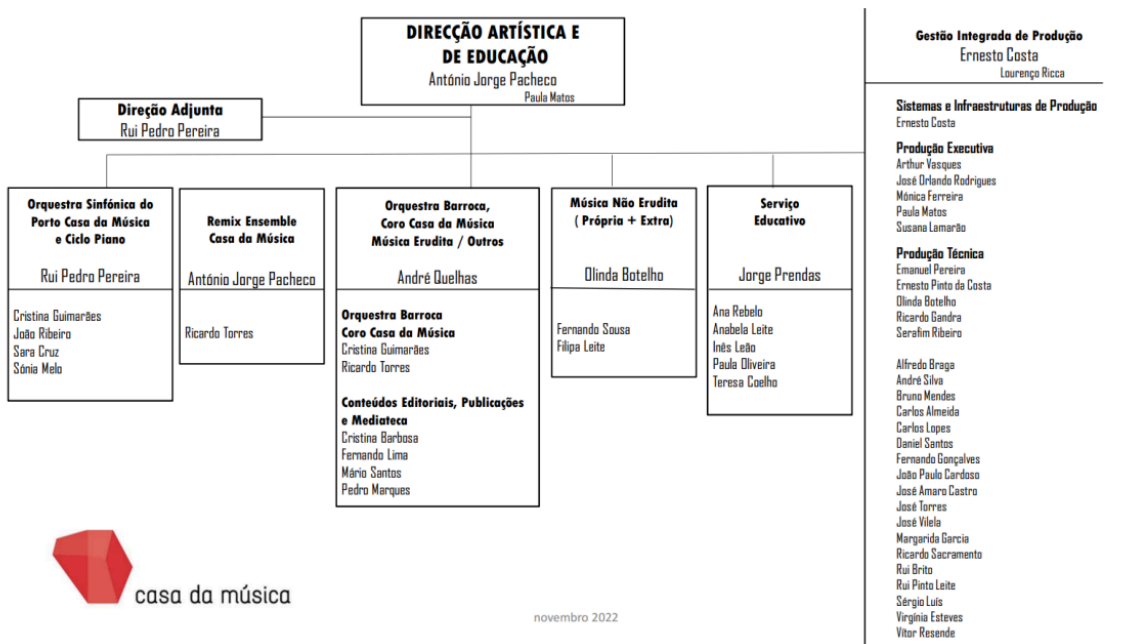 DIRECÇÃO ARTÍSTICA E
DE EDUCAÇÃO
António Jorge Pacheco
Paula Matos
Direção Adjunta
Rui Pedro Pereira
Orquestra Sinfónica do
Porto Casa da Música
e Ciclo Piano
Rui Pedro Pereira
Cristina Guimarães
João Ribeiro
Sara Cruz
Sónia Melo
Remix Ensemble
Casa da Música
António Jorge Pacheco
Ricardo Torres
Orquestra Barroca,
Coro Casa da Música
Música Erudita / Outros
André Quelhas
Orquestra Barroca
Coro Casa da Música
Cristina Guimarães
Ricardo Torres
Conteúdos Editoriais, Publicações
e Mediateca
Cristina Barbosa
Fernando Lima
Mário Santos
Pedro Marques
Música Não Erudita
( Própria + Extra)
Olinda Botelho
Fernando Sousa
Filipa Leite
Serviço
Educativo
Jorge Prendas
Ana Rebelo
Anabela Leite
Inês Leão
Paula Oliveira
Teresa Coelho
Gestão Integrada de Produção
Ernesto Costa
Lourenço Ricca
Sistemas e Infraestruturas de Produção
Ernesto Costa
Produção Executiva
Arthur Vasques
José Orlando Rodrigues
Mónica Ferreira
Paula Matos
Susana Lamarão
Produção Técnica
Emanuel Pereira
Ernesto Pinto da Costa
Olinda Botelho
Ricardo Gandra
Serafim Ribeiro
Alfredo Braga
André Silva
Bruno Mendes
Carlos Almeida
Carlos Lopes
Daniel Santos
Fernando Gonçalves
João Paulo Cardoso
José Amaro Castro
José Torres
José Vilela
Margarida Garcia
Ricardo Sacramento
Rui Brito
Rui Pinto Leite
Sérgio Luís
Virgínia Esteves
Vítor Resende
casa da música
novembro 2022